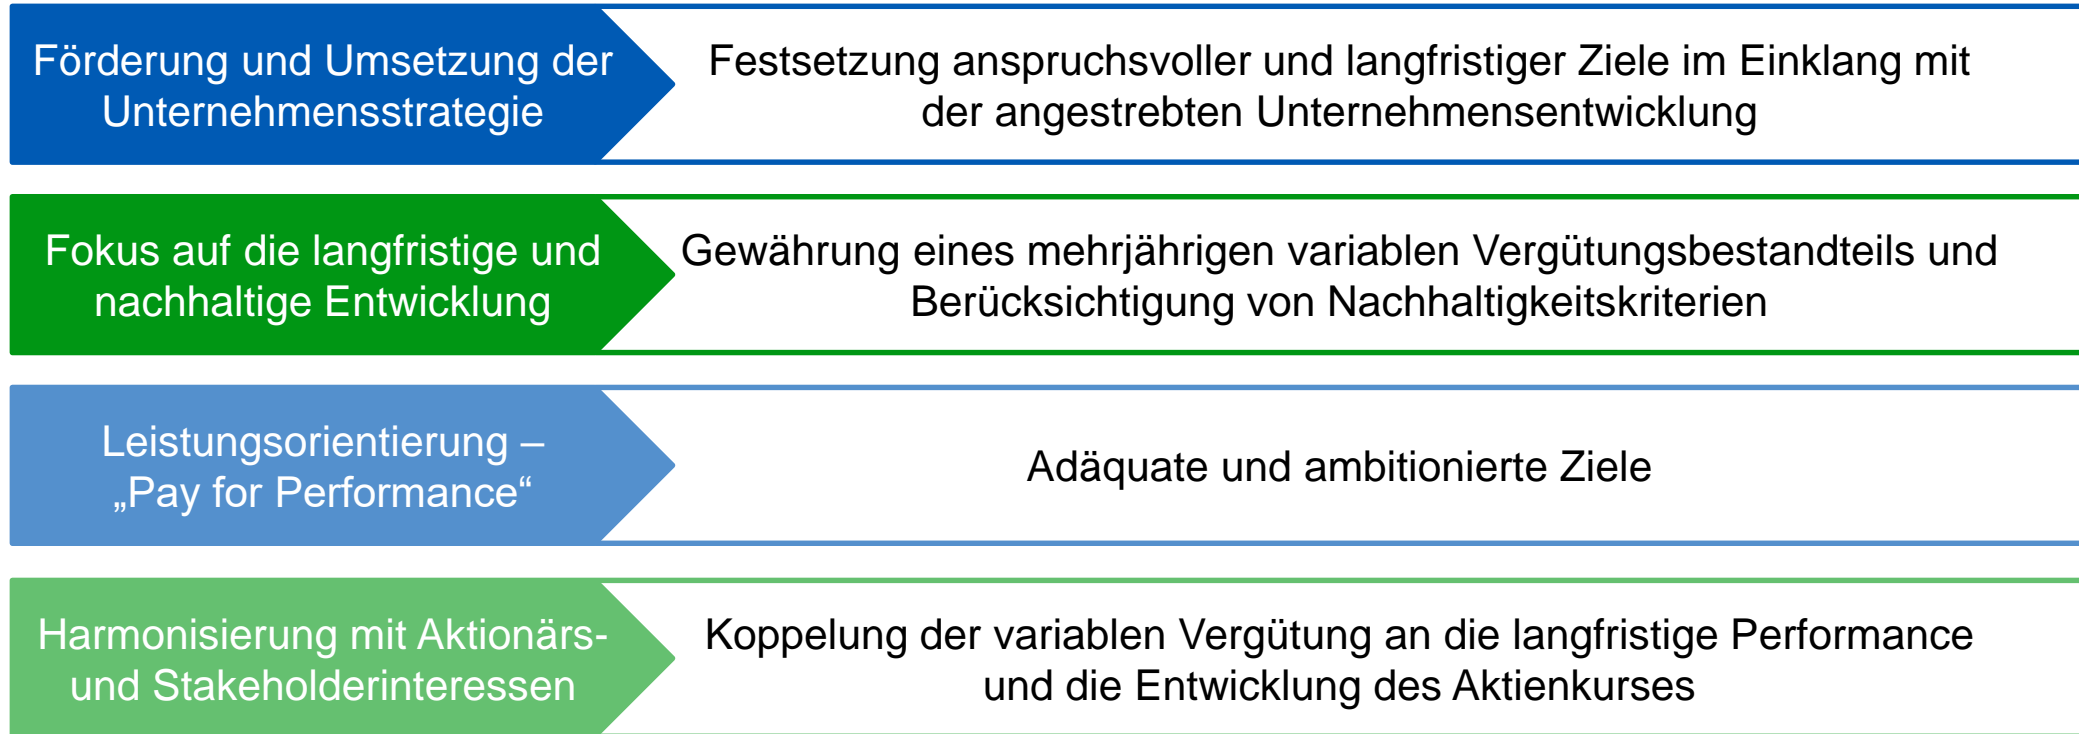 Förderung und Umsetzung der
Unternehmensstrategie
Festsetzung anspruchsvoller und langfristiger Ziele im Einklang mit
der angestrebten Unternehmensentwicklung
Fokus auf die langfristige und
nachhaltige Entwicklung
Gewährung eines mehrjährigen variablen Vergütungsbestandteils und
Berücksichtigung von Nachhaltigkeitskriterien
Leistungsorientierung –
„Pay for Performance“
Adäquate und ambitionierte Ziele
Harmonisierung mit Aktionärs-
und Stakeholderinteressen
Koppelung der variablen Vergütung an die langfristige Performance
und die Entwicklung des Aktienkurses